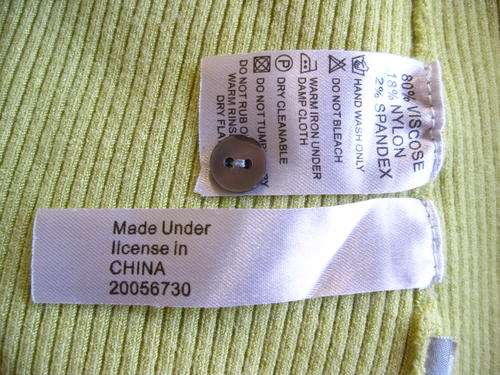 80% VISCOSE
18% NYLON
2% SPANDEX
HAND WASH ONLY
DO NOT BLEACH
WARM IRON UNDER
DAMP CLOTH
P DRY CLEANABLE
DO NOT TUMB
DO NOT RUB O
WARM RINS
DRY FLA
Made Under
license in
CHINA
20056730